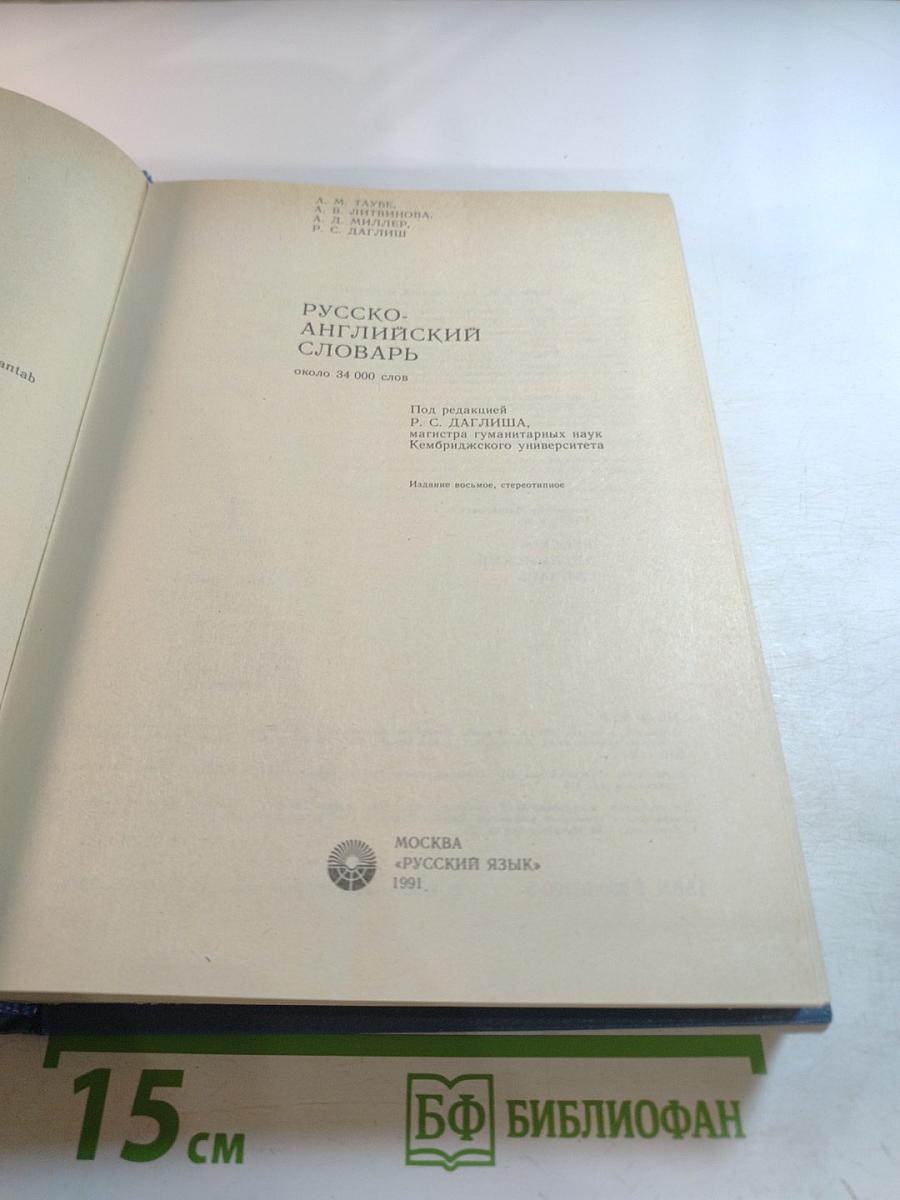 antab
А. М. ТАУБЕ,
А. В. ЛИТВИНОВА,
А. Д. МИЛЛЕР,
Р. С. ДАГЛИШ
РУССКО-
АНГЛИЙСКИЙ
СЛОВАРЬ
около 34 000 слов
Под редакцией
Р. С. ДАГЛИША,
магистра гуманитарных наук
Кембриджского университета
Издание восьмое, стереотипное
МОСКВА
«РУССКИЙ ЯЗЫК»
1991
15 см
БФ БИБЛИОФАН